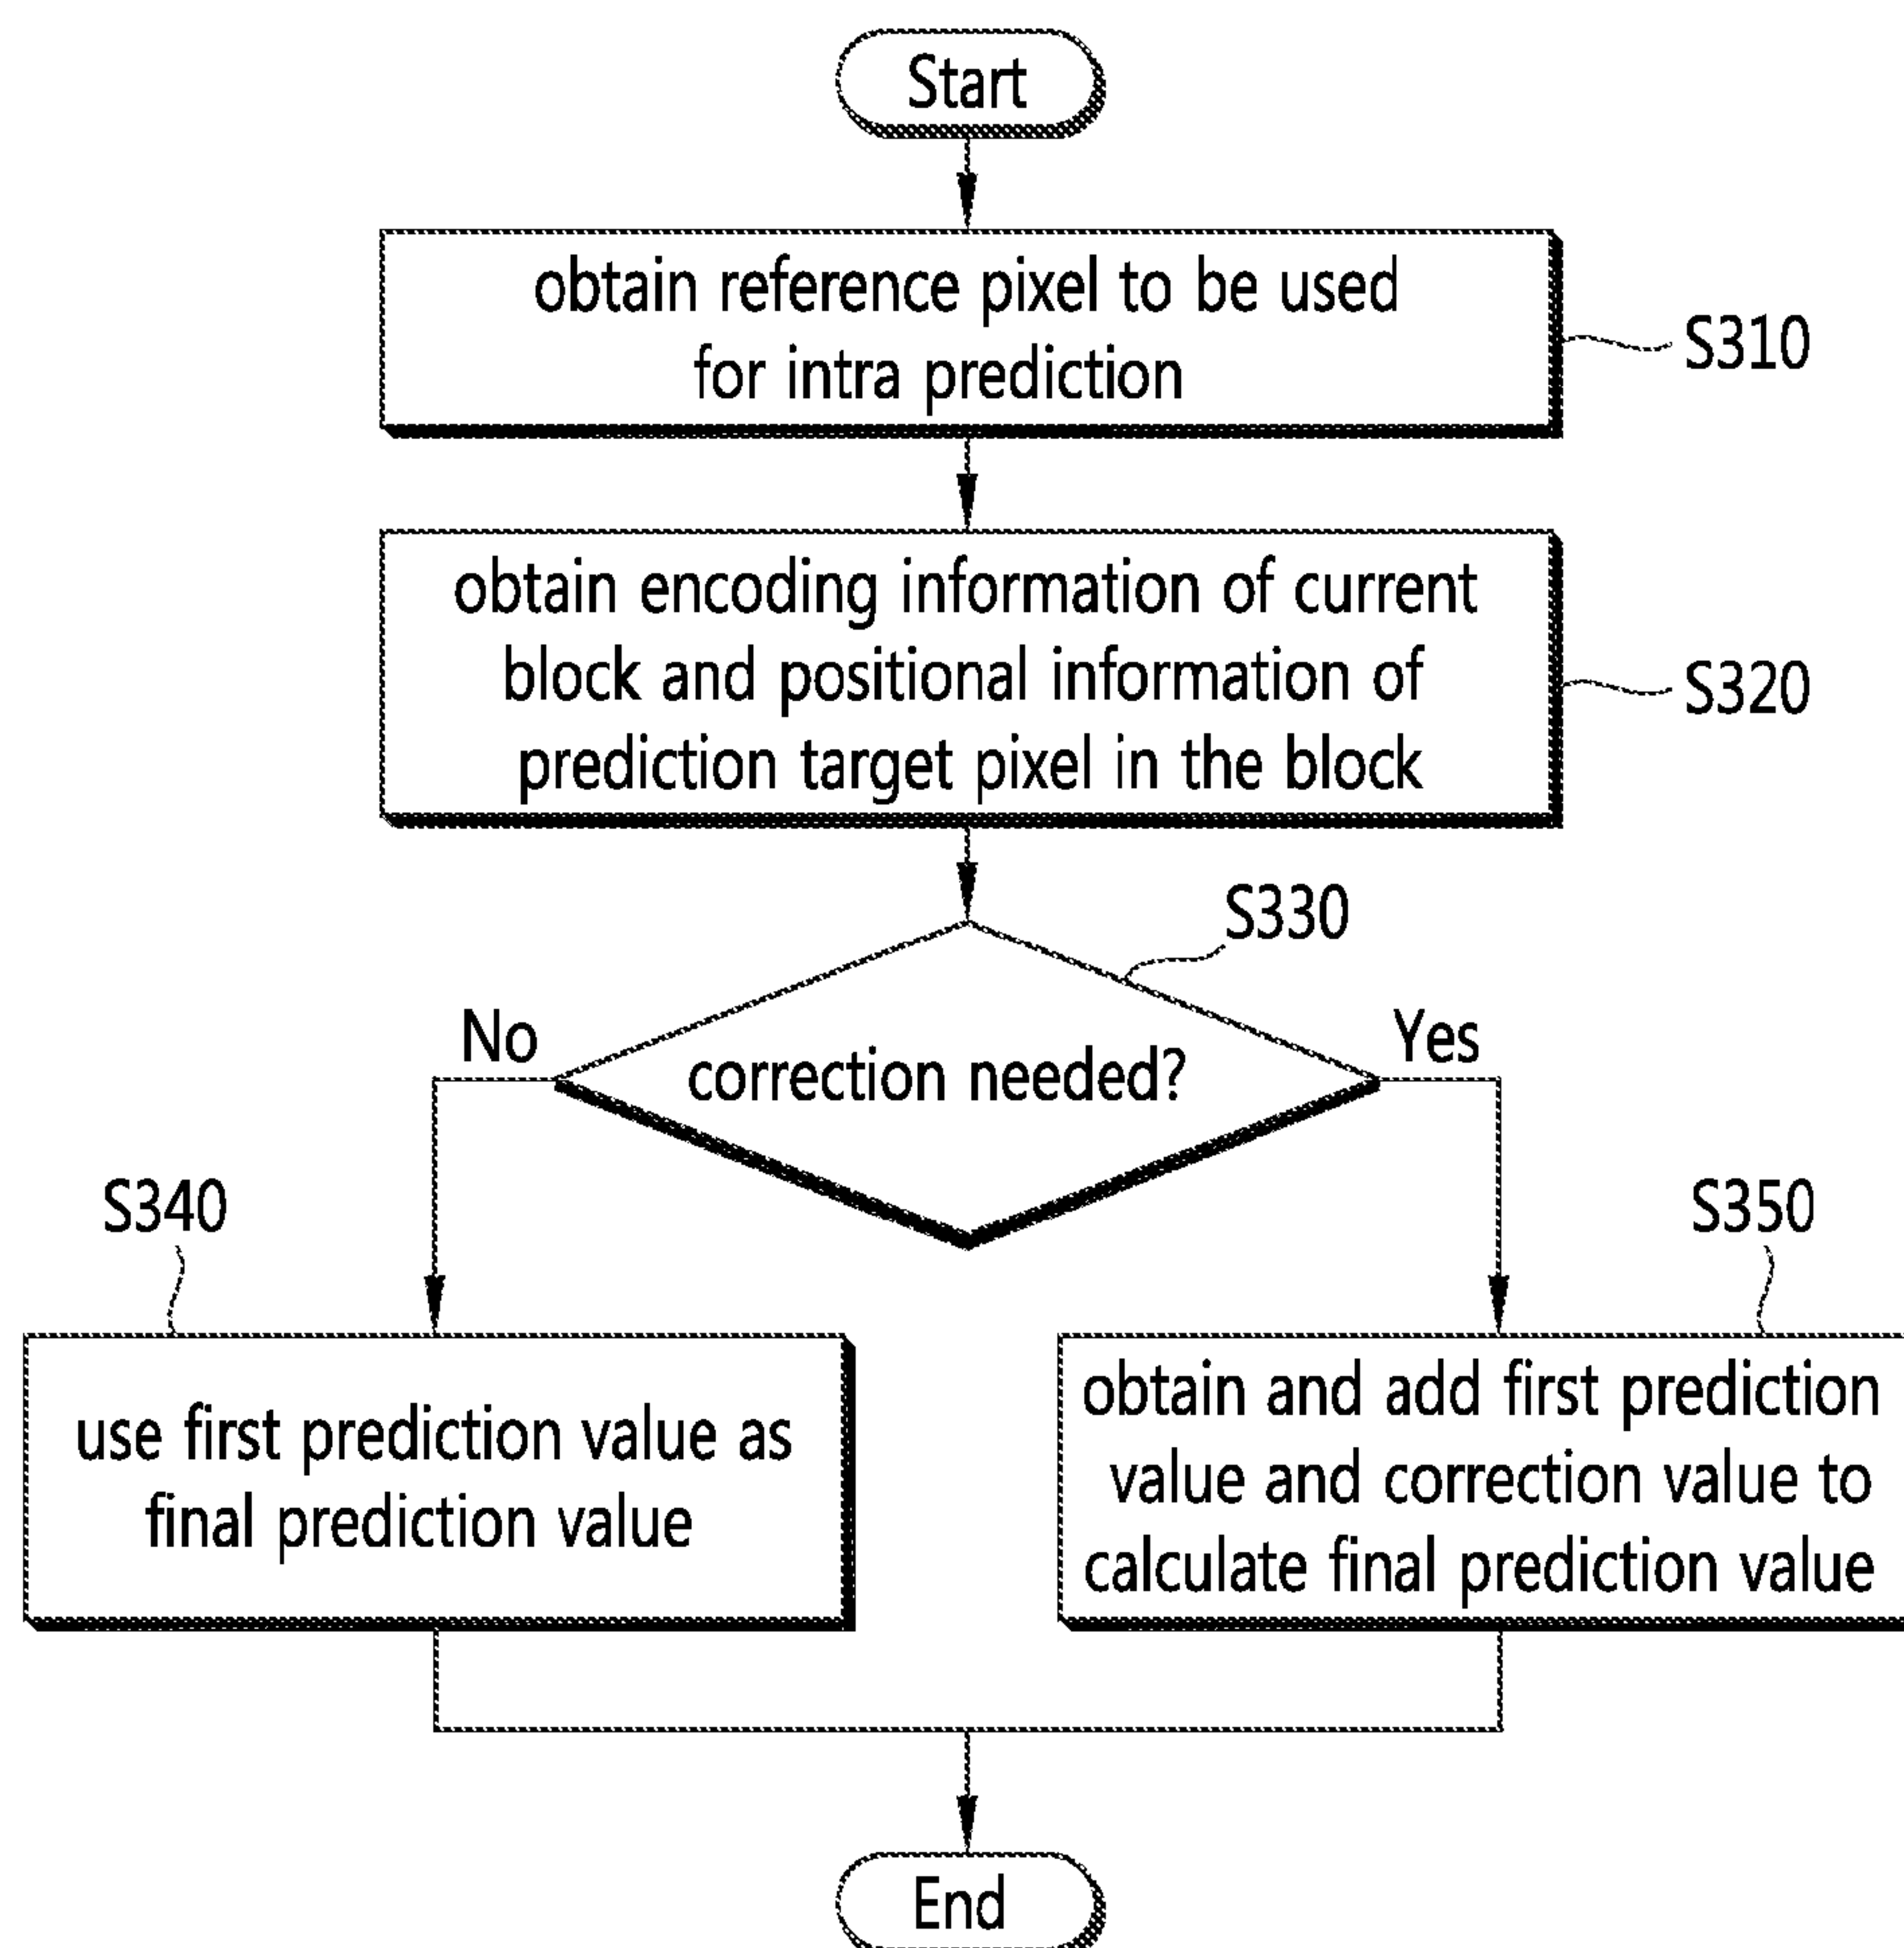 Start
obtain reference pixel to be used
for intra prediction
S310
obtain encoding information of current
block and positional information of
prediction target pixel in the block
S320
S330
No
correction needed?
Yes
S340
use first prediction value as
final prediction value
S350
obtain and add first prediction
value and correction value to
calculate final prediction value
End